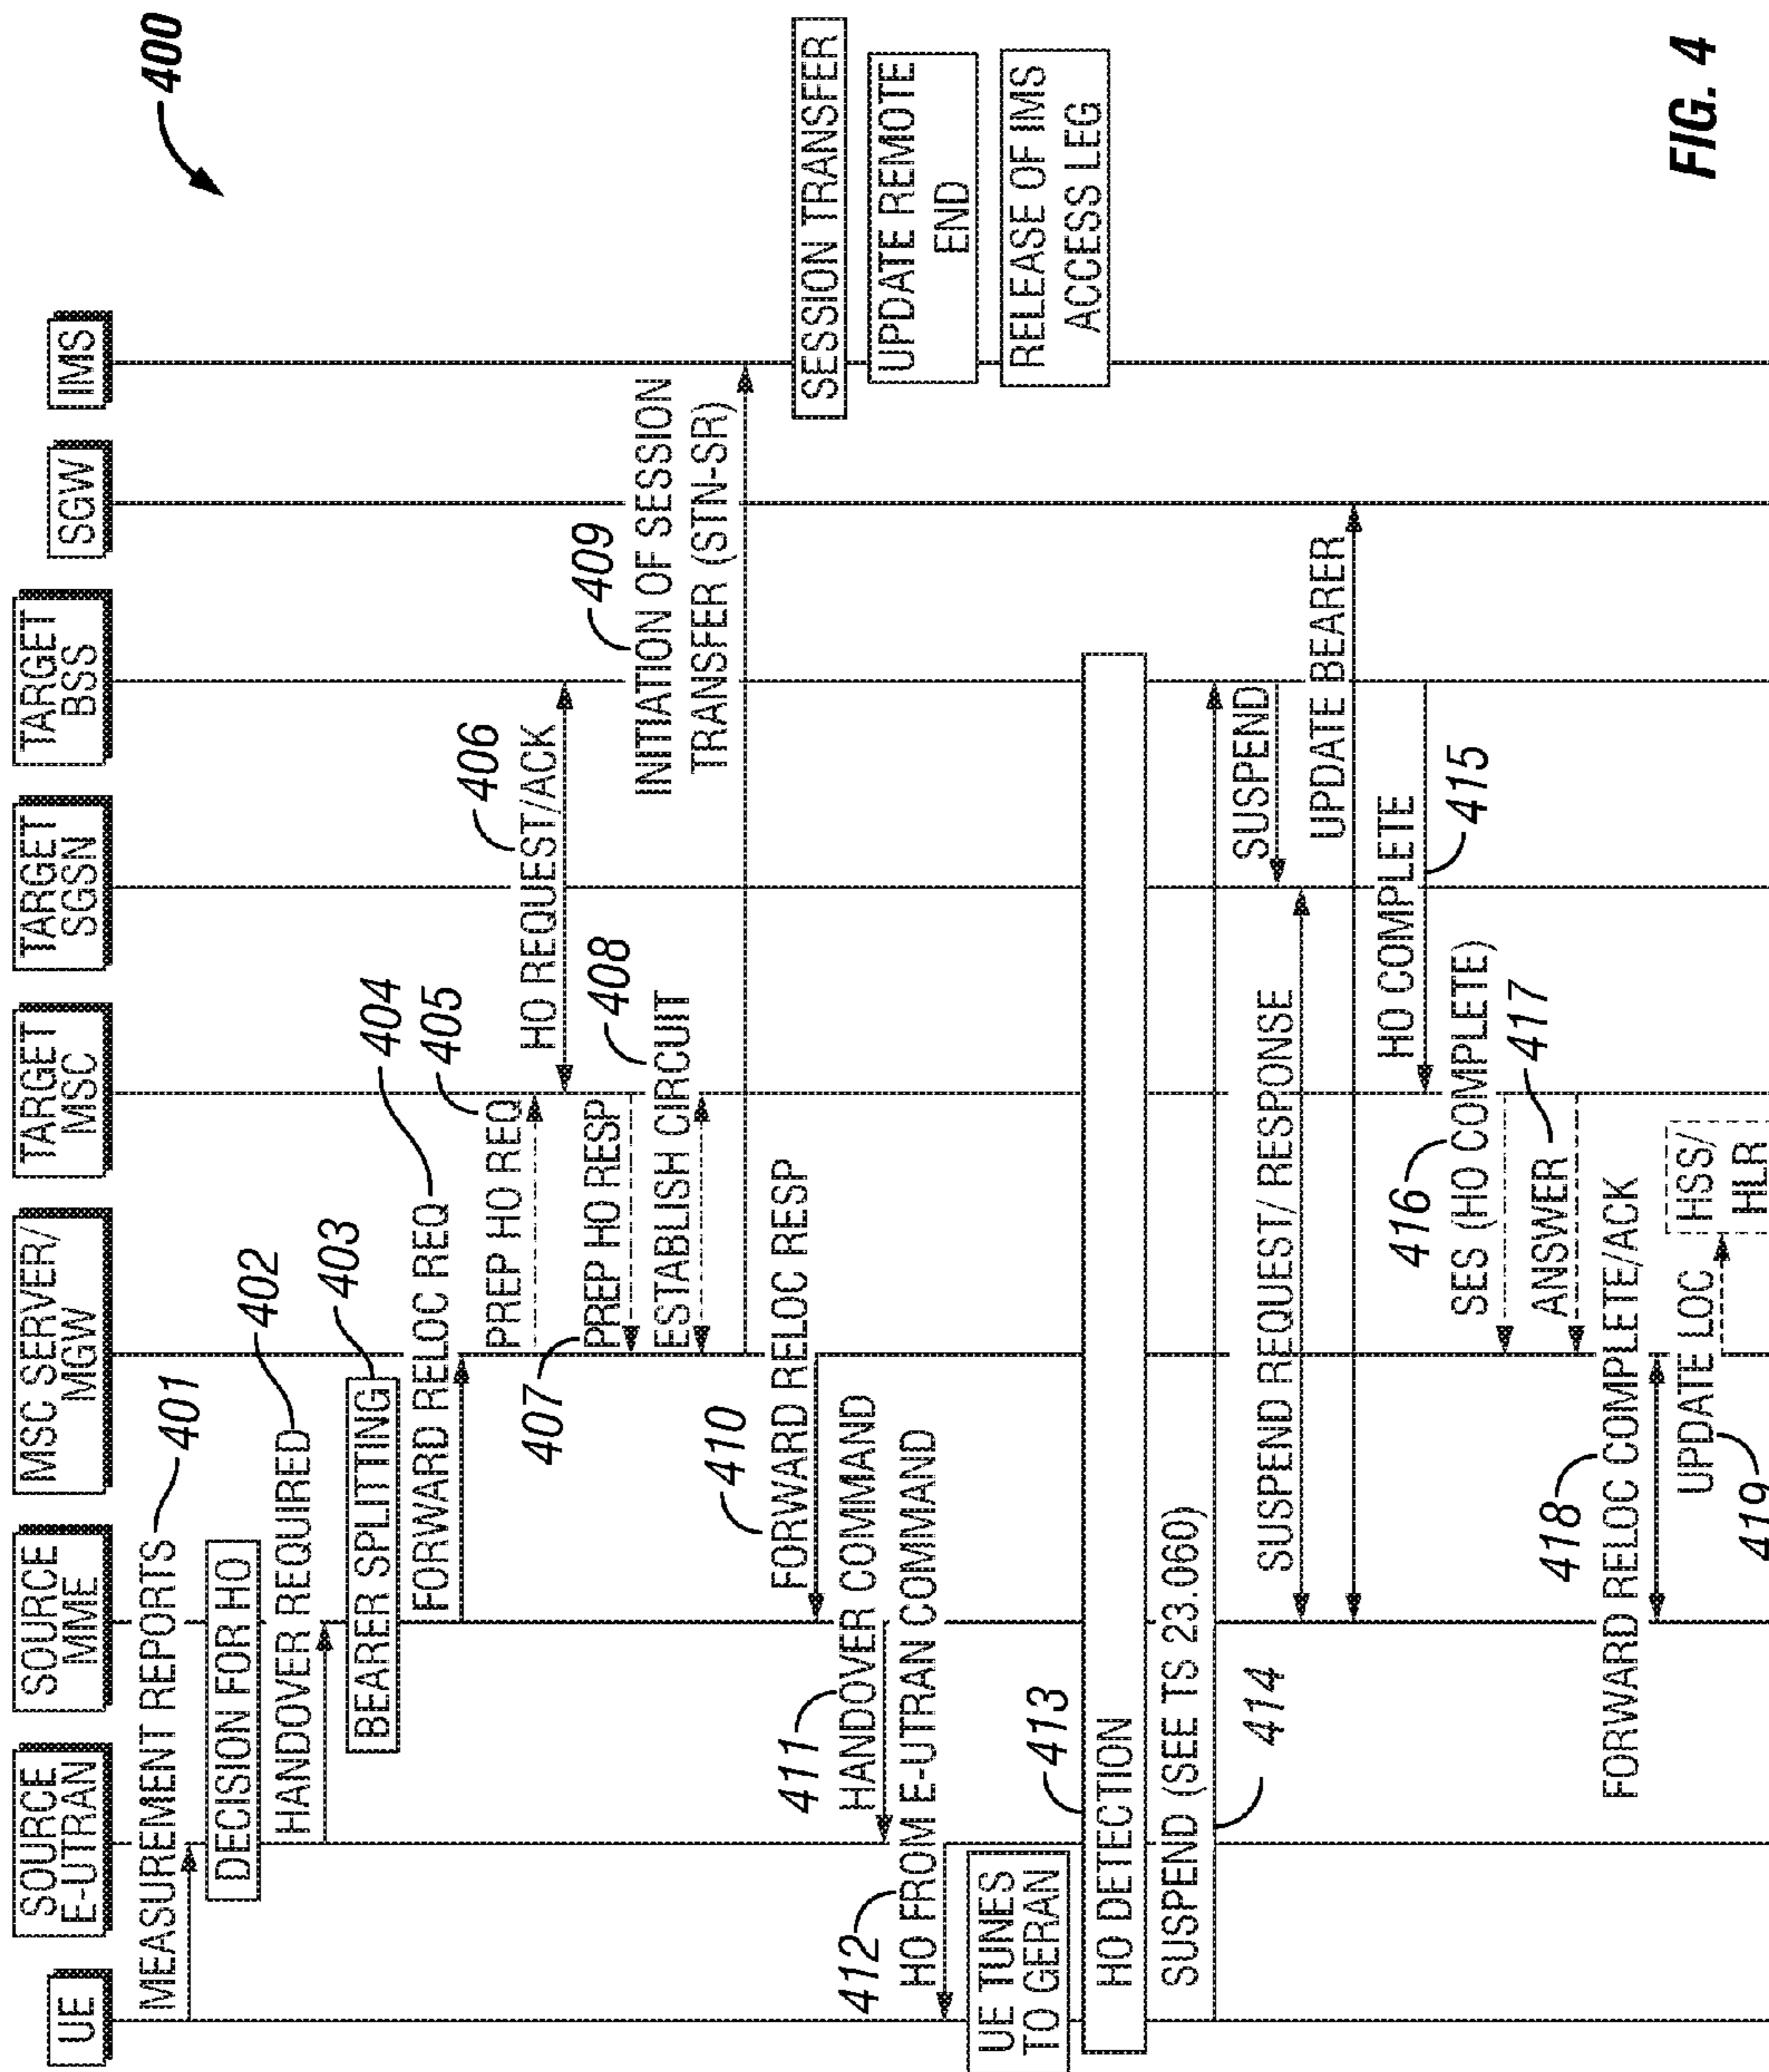 400
UE
SOURCE
E-UTRAN
SOURCE
MME
MSC SERVER/
MGW
TARGET
MSC
TARGET
SGSN
TARGET
BSS
SGW
IMS
MEASUREMENT REPORTS
401
DECISION FOR HO
HANDOVER REQUIRED
402
BEARER SPLITTING
403
FORWARD RELOC REQ
404
PREP HO REQ
405
HO REQUEST/ACK
406
407
PREP HO RESP
ESTABLISH CIRCUIT
408
409
INITIATION OF SESSION
TRANSFER (STN-SR)
SESSION TRANSFER
UPDATE REMOTE
END
RELEASE OF IMS
ACCESS LEG
410
FORWARD RELOC RESP
411
HANDOVER COMMAND
412
HO FROM E-UTRAN COMMAND
UE TUNES
TO GERAN
413
HO DETECTION
SUSPEND (SEE TS 23.060)
414
SUSPEND
SUSPEND REQUEST/ RESPONSE
UPDATE BEARER
HO COMPLETE
415
416
SES (HO COMPLETE)
ANSWER
417
418
FORWARD RELOC COMPLETE/ACK
UPDATE LOC
419
HSS/
HLR
FIG. 4